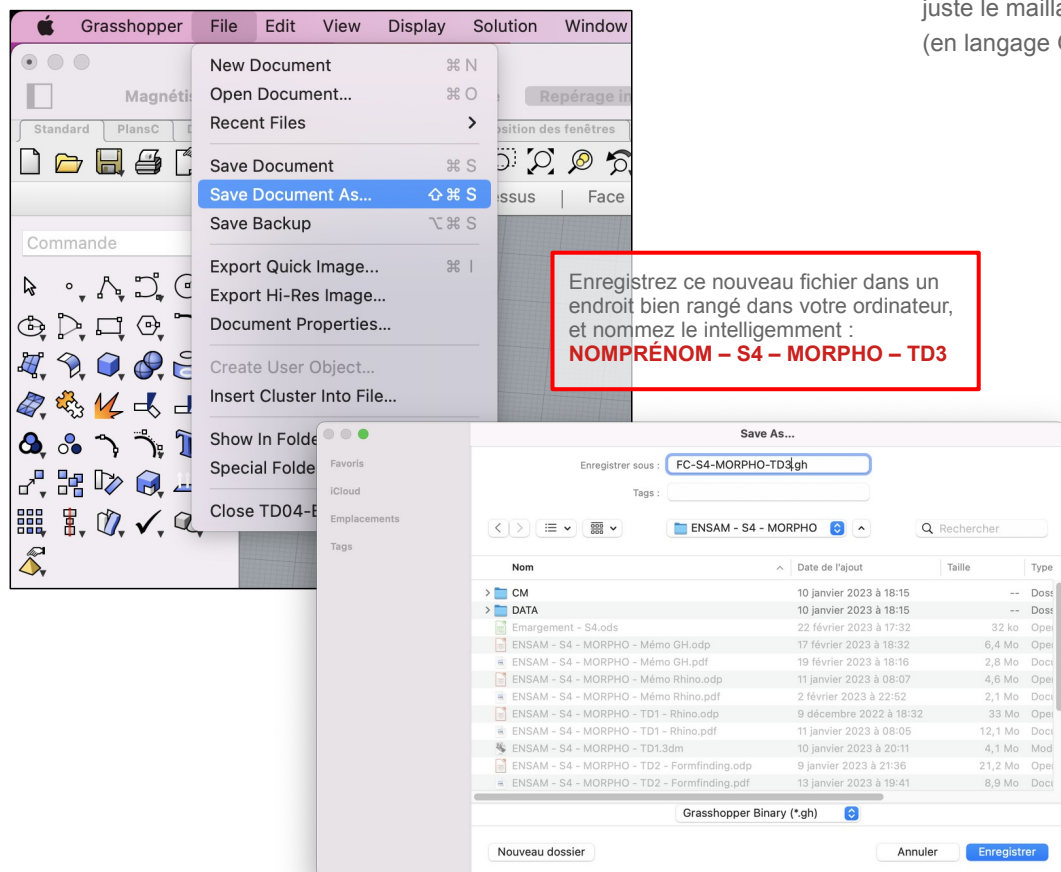 juste le mailla
(en langage
Grasshopper File Edit View Display Solution Window
Magnéti Repérage in
Standard PlansC position des fenêtres
ssus | Face
Commande
New Document ⌘ N
Open Document... ⌘ O
Recent Files >
Save Document ⌘ S
Save Document As... ⇧ ⌘ S
Save Backup ⌥ ⌘ S
Export Quick Image... ⌘ I
Export Hi-Res Image...
Document Properties...
Create User Object...
Insert Cluster Into File...
Show In Folde
Special Folde
Close TD04-E
Enregistrez ce nouveau fichier dans un
endroit bien rangé dans votre ordinateur,
et nommez le intelligemment :
NOMPRÉNOM – S4 – MORPHO – TD3
Save As...
Favoris
iCloud
Emplacements
Tags
Enregistrer sous : FC-S4-MORPHO-TD3.gh
Tags :
ENSAM - S4 - MORPHO
Rechercher
Nom Date de l'ajout Taille Type
CM 10 janvier 2023 à 18:15 -- Doss
DATA 10 janvier 2023 à 18:15 -- Doss
Emargement - S4.ods 22 février 2023 à 17:32 32 ko Ope
ENSAM - S4 - MORPHO - Mémo GH.odp 17 février 2023 à 18:32 6,4 Mo Ope
ENSAM - S4 - MORPHO - Mémo GH.pdf 19 février 2023 à 18:16 2,8 Mo Doc
ENSAM - S4 - MORPHO - Mémo Rhino.odp 11 janvier 2023 à 08:07 4,6 Mo Ope
ENSAM - S4 - MORPHO - Mémo Rhino.pdf 2 février 2023 à 22:52 2,1 Mo Doc
ENSAM - S4 - MORPHO - TD1 - Rhino.odp 9 décembre 2022 à 18:32 33 Mo Ope
ENSAM - S4 - MORPHO - TD1 - Rhino.pdf 11 janvier 2023 à 08:05 12,1 Mo Doc
ENSAM - S4 - MORPHO - TD1.3dm 10 janvier 2023 à 20:11 4,1 Mo Mod
ENSAM - S4 - MORPHO - TD2 - Formfinding.odp 9 janvier 2023 à 21:36 21,2 Mo Ope
ENSAM - S4 - MORPHO - TD2 - Formfinding.pdf 13 janvier 2023 à 19:41 8,9 Mo Doc
Grasshopper Binary (*.gh)
Nouveau dossier Annuler Enregistrer